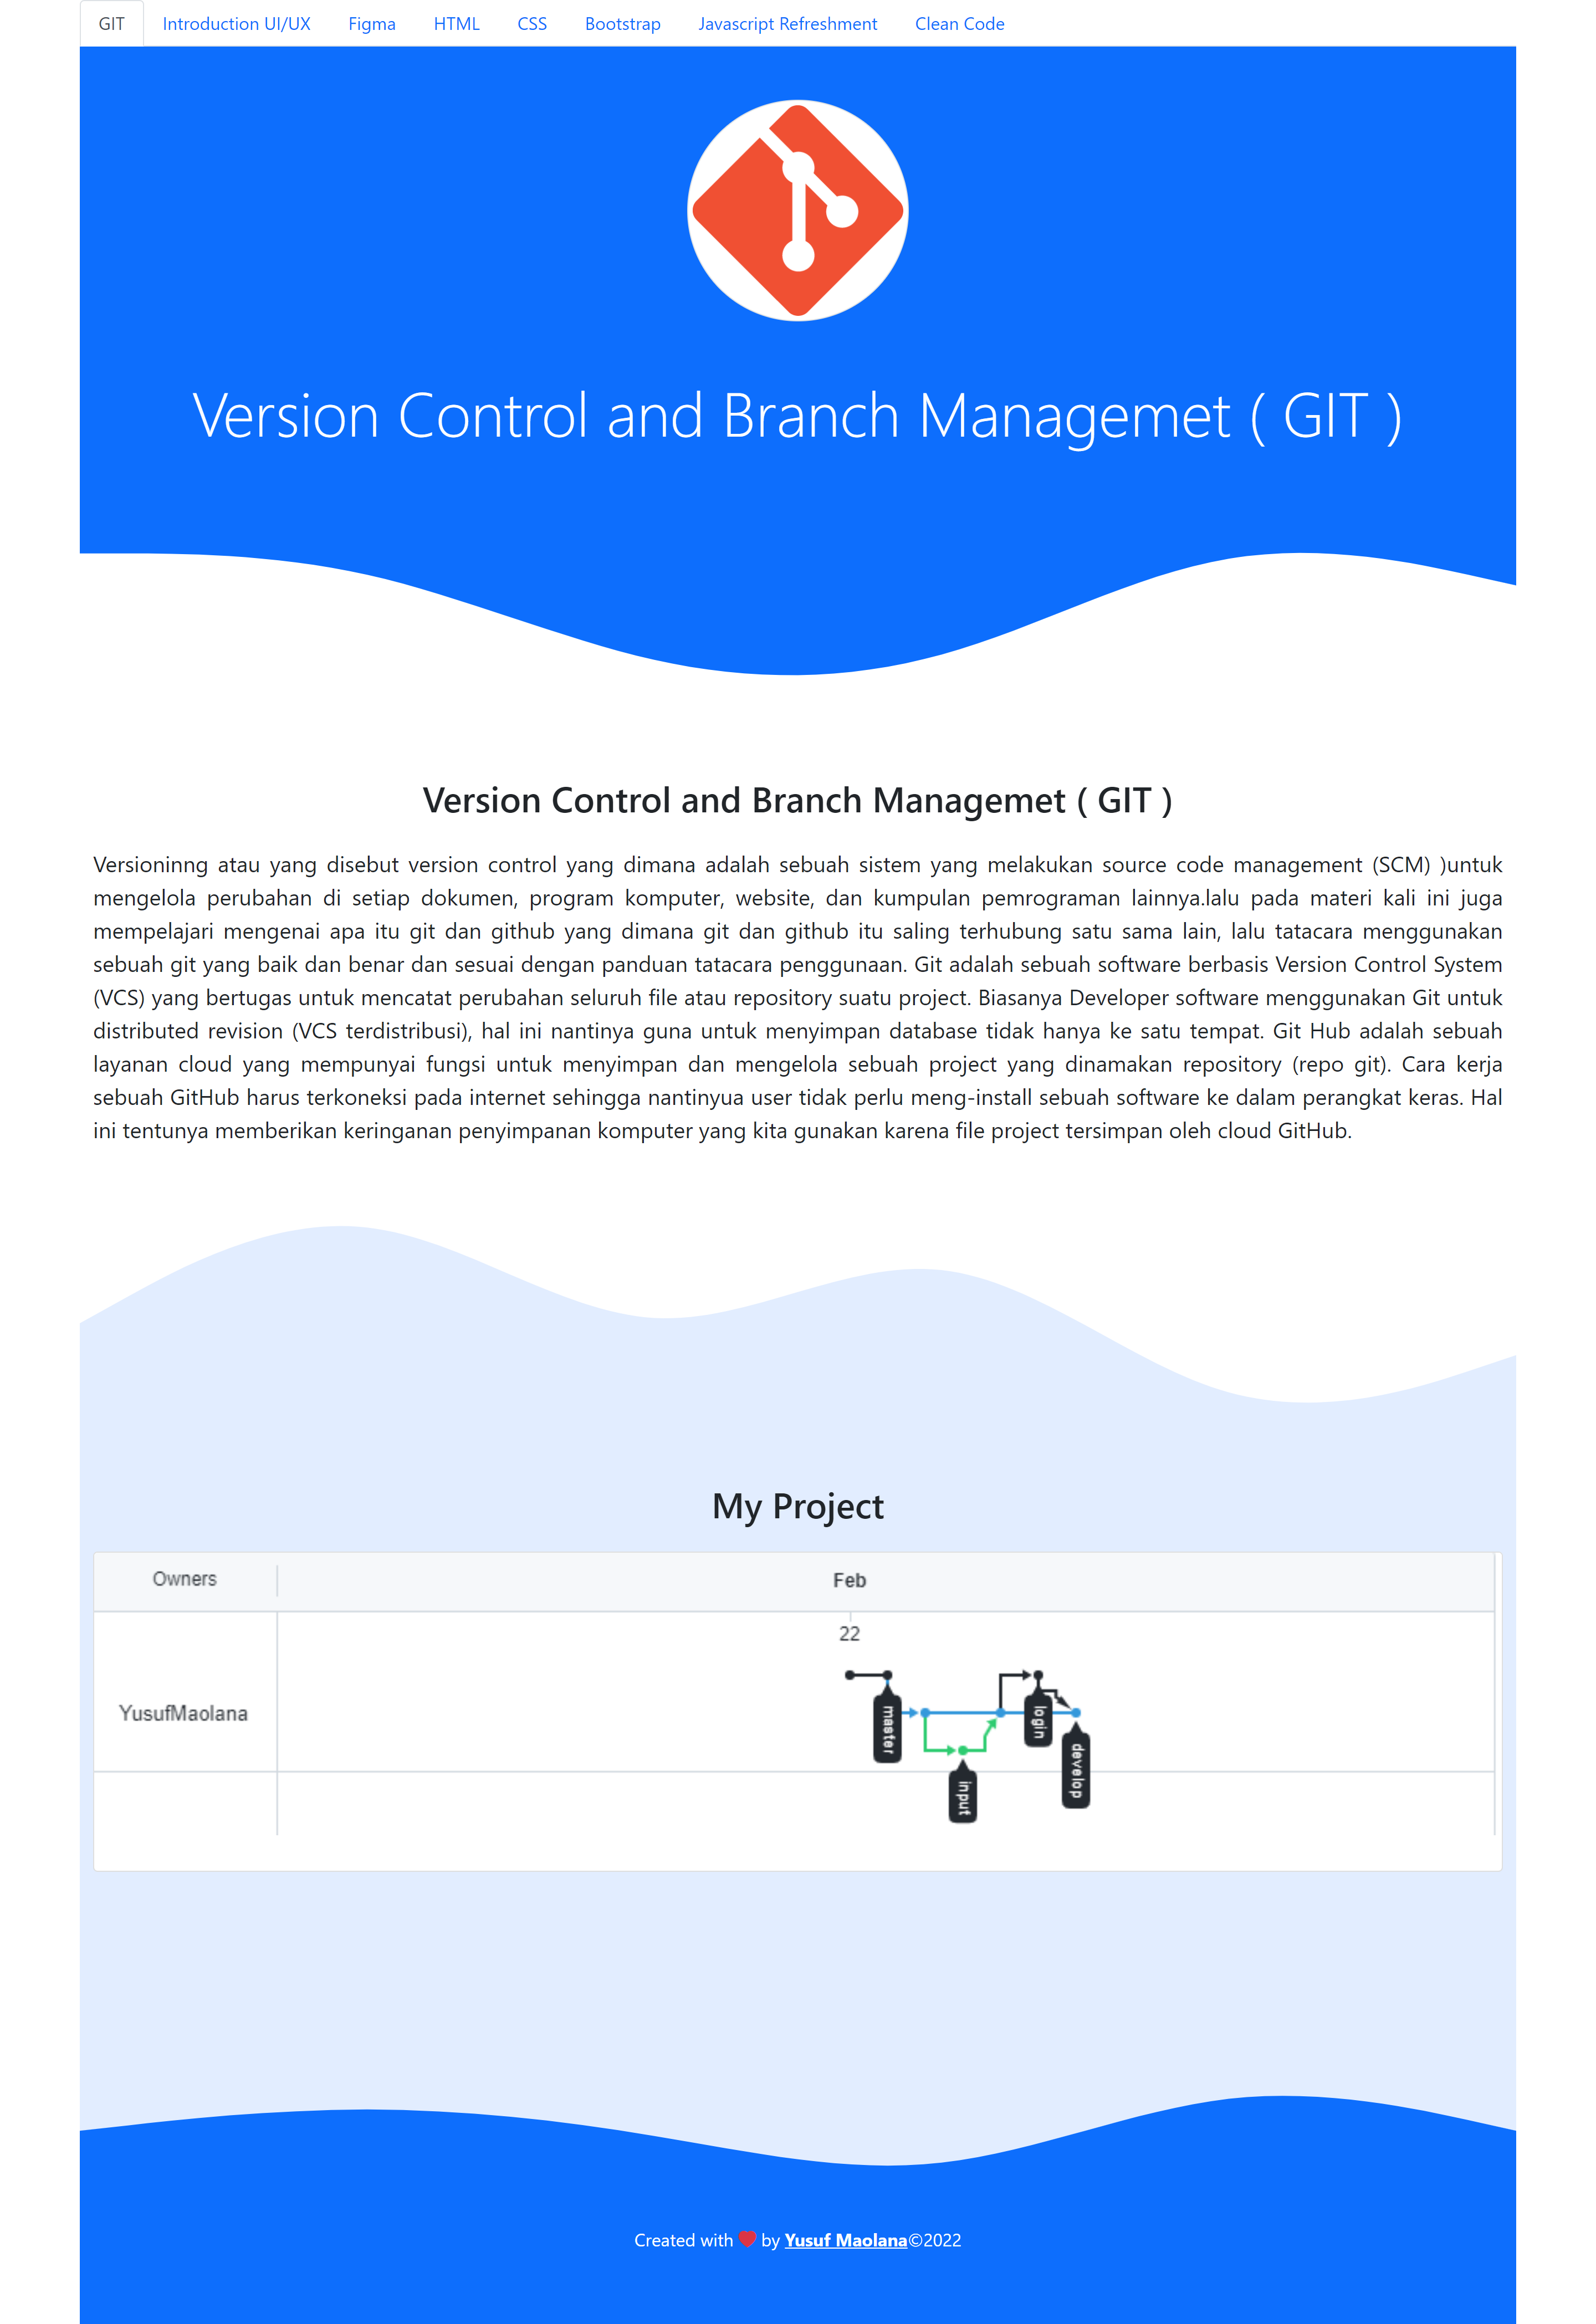 GIT Introduction UI/UX Figma HTML CSS Bootstrap Javascript Refreshment Clean Code
Version Control and Branch Managemet ( GIT )
Version Control and Branch Managemet ( GIT )
Versioninng atau yang disebut version control yang dimana adalah sebuah sistem yang melakukan source code management (SCM) )untuk
mengelola perubahan di setiap dokumen, program komputer, website, dan kumpulan pemrograman lainnya.lalu pada materi kali ini juga
mempelajari mengenai apa itu git dan github yang dimana git dan github itu saling terhubung satu sama lain, lalu tatacara menggunakan
sebuah git yang baik dan benar dan sesuai dengan panduan tatacara penggunaan. Git adalah sebuah software berbasis Version Control System
(VCS) yang bertugas untuk mencatat perubahan seluruh file atau repository suatu project. Biasanya Developer software menggunakan Git untuk
distributed revision (VCS terdistribusi), hal ini nantinya guna untuk menyimpan database tidak hanya ke satu tempat. Git Hub adalah sebuah
layanan cloud yang mempunyai fungsi untuk menyimpan dan mengelola sebuah project yang dinamakan repository (repo git). Cara kerja
sebuah GitHub harus terkoneksi pada internet sehingga nantinyua user tidak perlu meng-install sebuah software ke dalam perangkat keras. Hal
ini tentunya memberikan keringanan penyimpanan komputer yang kita gunakan karena file project tersimpan oleh cloud GitHub.
My Project
Owners Feb
22
YusufMaolana
master
login
develop
input
Created with ❤️ by Yusuf Maolana©2022